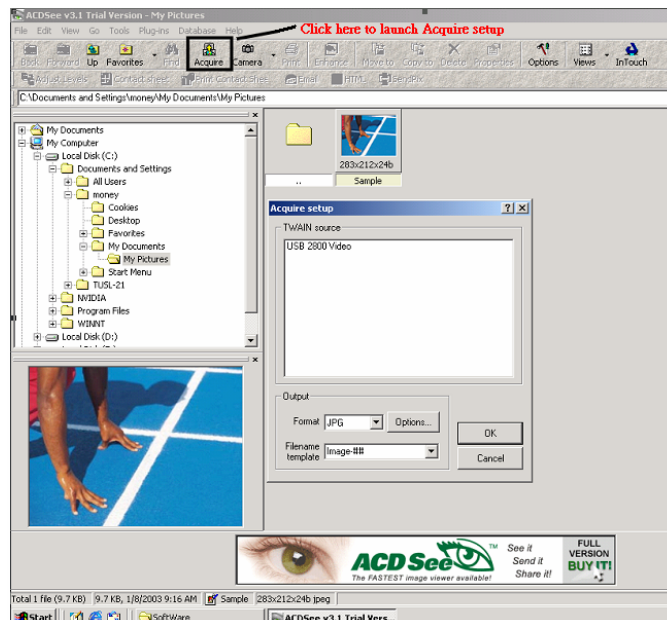 ACDSee v3.1 Trial Version - My Pictures
File Edit View Go Tools Plug-ins Database Help
Click here to launch Acquire setup
Back Forward Up Favorites Find Acquire Camera Print Enhance Move to Copy to Delete Properties Options Views InTouch
Adjust Levels Contact sheet Print Contact Shee Email HTML SendPix
C:\Documents and Settings\money\My Documents\My Pictures
My Documents
My Computer
Local Disk (C:)
Documents and Settings
All Users
money
Cookies
Desktop
Favorites
My Documents
My Pictures
Start Menu
TUSL-21
NVIDIA
Program Files
WINNT
Local Disk (D:)
283x212x24b
..
Sample
Acquire setup
TWAIN source
USB 2800 Video
Output
Format JPG Options...
Filename template Image-##
OK
Cancel
ACDSee TM
The FASTEST image viewer available!
See it
Send it
Share it!
FULL
VERSION
BUY IT!
Total 1 file (9.7 KB) 9.7 KB, 1/8/2003 9:16 AM Sample 283x212x24b jpeg
Start SoftWare ACDSee v3.1 Trial Vers...